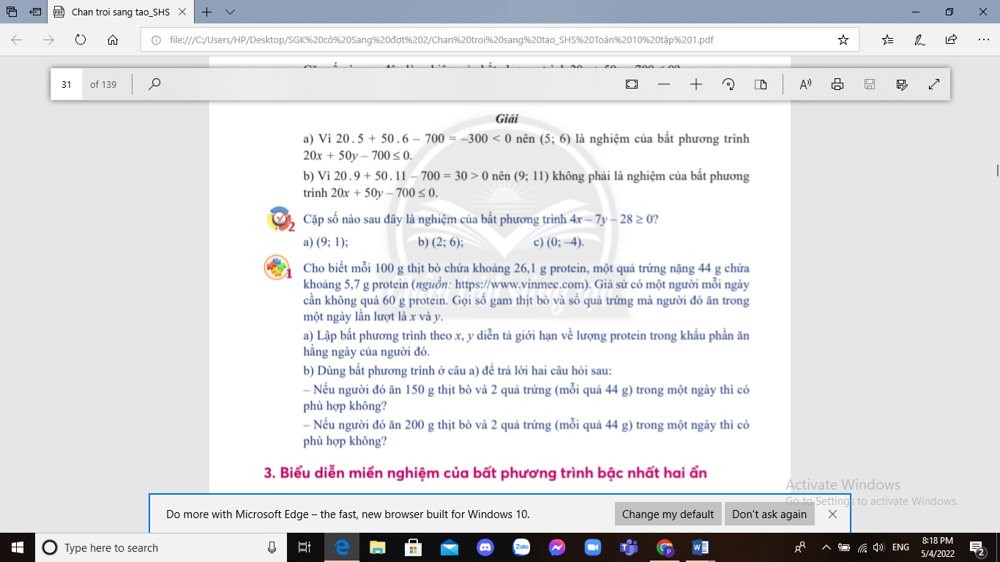 Chan troi sang tao_SHS
file:///C:/Users/HP/Desktop/SGK%20cô%20Sang%20đợt%202/Chan%20troi%20sang%20tao_SHS%20Toán%2010%20tập%201.pdf
31 of 139
Giải
a) Vì 20 . 5 + 50 . 6 – 700 = –300 < 0 nên (5; 6) là nghiệm của bất phương trình
20x + 50y – 700 ≤ 0.
b) Vì 20 . 9 + 50 . 11 – 700 = 30 > 0 nên (9; 11) không phải là nghiệm của bất phương
trình 20x + 50y – 700 ≤ 0.
2 Cặp số nào sau đây là nghiệm của bất phương trình 4x – 7y – 28 ≥ 0?
a) (9; 1); b) (2; 6); c) (0; –4).
1 Cho biết mỗi 100 g thịt bò chứa khoảng 26,1 g protein, một quả trứng nặng 44 g chứa
khoảng 5,7 g protein (nguồn: https://www.vinmec.com). Giả sử có một người mỗi ngày
cần không quá 60 g protein. Gọi số gam thịt bò và số quả trứng mà người đó ăn trong
một ngày lần lượt là x và y.
a) Lập bất phương trình theo x, y diễn tả giới hạn về lượng protein trong khẩu phần ăn
hằng ngày của người đó.
b) Dùng bất phương trình ở câu a) để trả lời hai câu hỏi sau:
– Nếu người đó ăn 150 g thịt bò và 2 quả trứng (mỗi quả 44 g) trong một ngày thì có
phù hợp không?
– Nếu người đó ăn 200 g thịt bò và 2 quả trứng (mỗi quả 44 g) trong một ngày thì có
phù hợp không?
3. Biểu diễn miền nghiệm của bất phương trình bậc nhất hai ẩn
Activate Windows
Go to Settings to activate Windows.
Do more with Microsoft Edge – the fast, new browser built for Windows 10.
Change my default
Don't ask again
Type here to search
Zalo
ENG
8:18 PM
5/4/2022
2